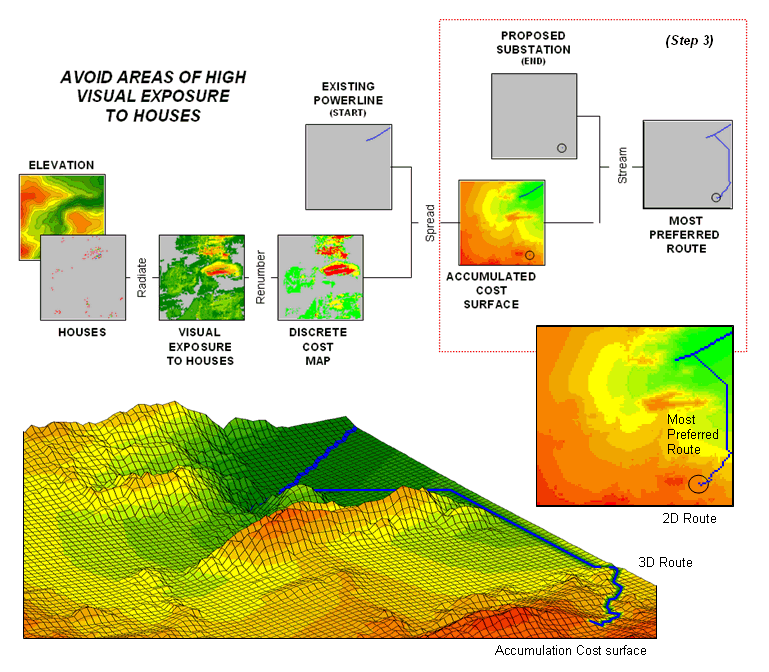 AVOID AREAS OF HIGH
VISUAL EXPOSURE
TO HOUSES
PROPOSED
SUBSTATION
(END)
(Step 3)
EXISTING
POWERLINE
(START)
ELEVATION
HOUSES
Radiate
VISUAL
EXPOSURE
TO HOUSES
Renumber
DISCRETE
COST
MAP
Spread
ACCUMULATED
COST
SURFACE
Stream
MOST
PREFERRED
ROUTE
Most
Preferred
Route
2D Route
3D Route
Accumulation Cost surface